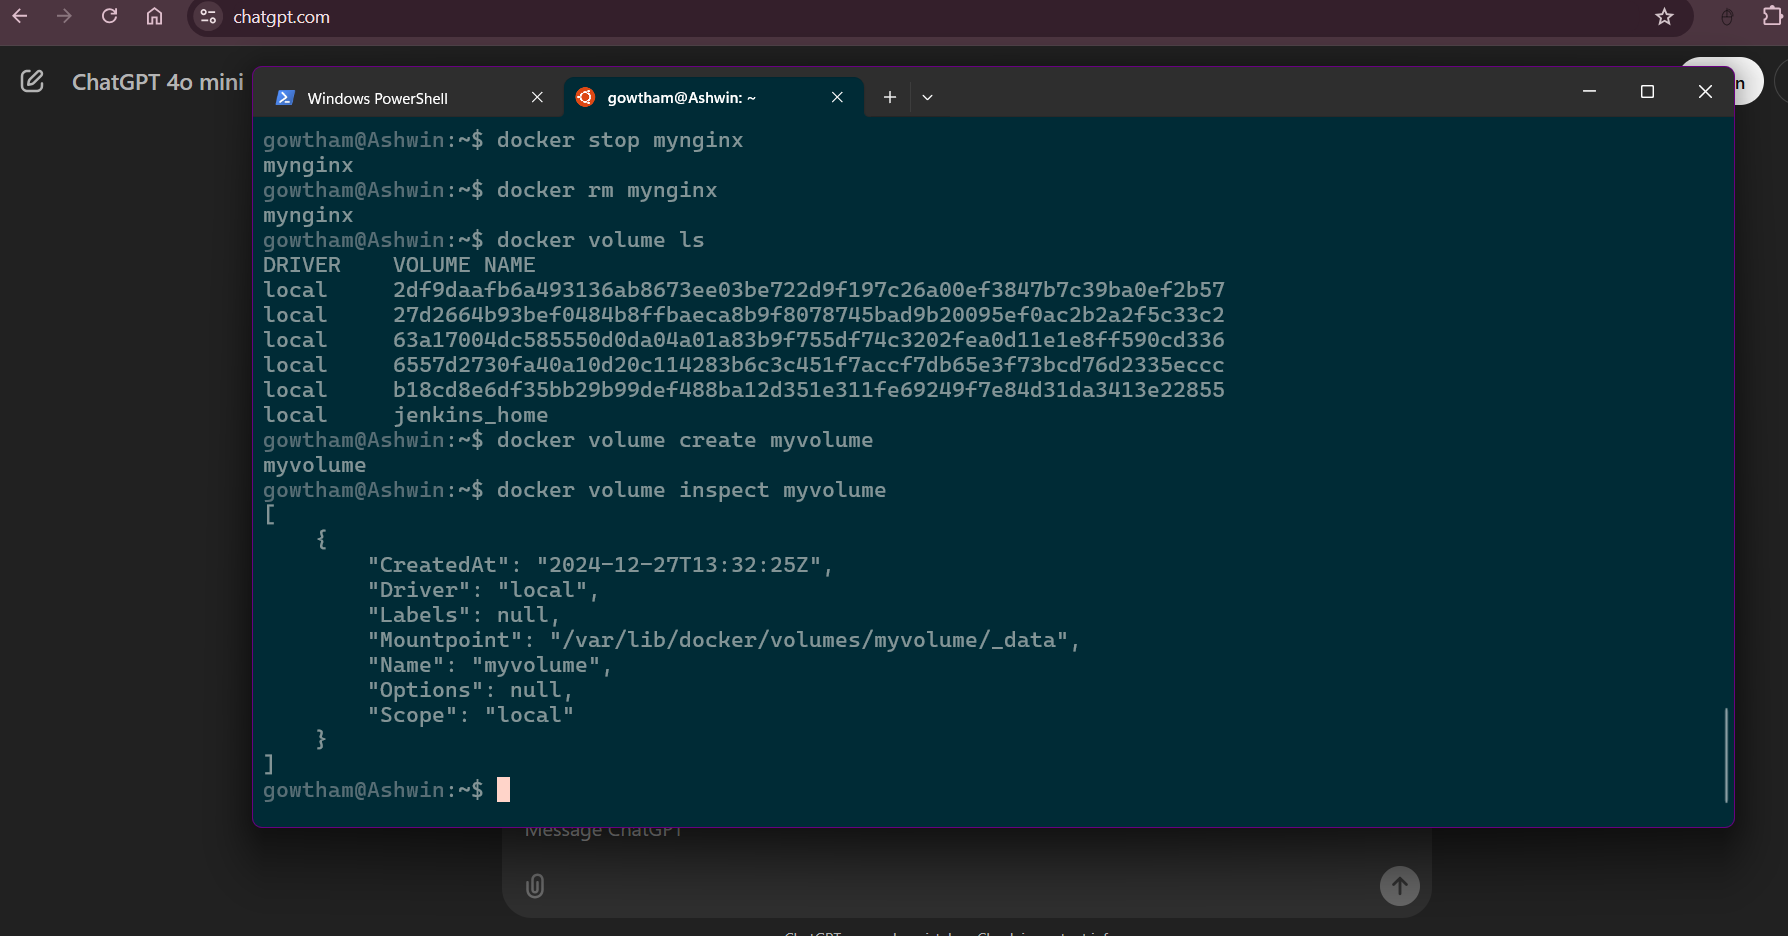 chatgpt.com
ChatGPT 4o mini
n
Windows PowerShell
gowtham@Ashwin: ~
gowtham@Ashwin:~$ docker stop mynginx
mynginx
gowtham@Ashwin:~$ docker rm mynginx
mynginx
gowtham@Ashwin:~$ docker volume ls
DRIVER    VOLUME NAME
local     2df9daafb6a493136ab8673ee03be722d9f197c26a00ef3847b7c39ba0ef2b57
local     27d2664b93bef0484b8ffbaeca8b9f8078745bad9b20095ef0ac2b2a2f5c33c2
local     63a17004dc585550d0da04a01a83b9f755df74c3202fea0d11e1e8ff590cd336
local     6557d2730fa40a10d20c114283b6c3c451f7accf7db65e3f73bcd76d2335eccc
local     b18cd8e6df35bb29b99def488ba12d351e311fe69249f7e84d31da3413e22855
local     jenkins_home
gowtham@Ashwin:~$ docker volume create myvolume
myvolume
gowtham@Ashwin:~$ docker volume inspect myvolume
[
    {
        "CreatedAt": "2024-12-27T13:32:25Z",
        "Driver": "local",
        "Labels": null,
        "Mountpoint": "/var/lib/docker/volumes/myvolume/_data",
        "Name": "myvolume",
        "Options": null,
        "Scope": "local"
    }
]
gowtham@Ashwin:~$
Message ChatGPT